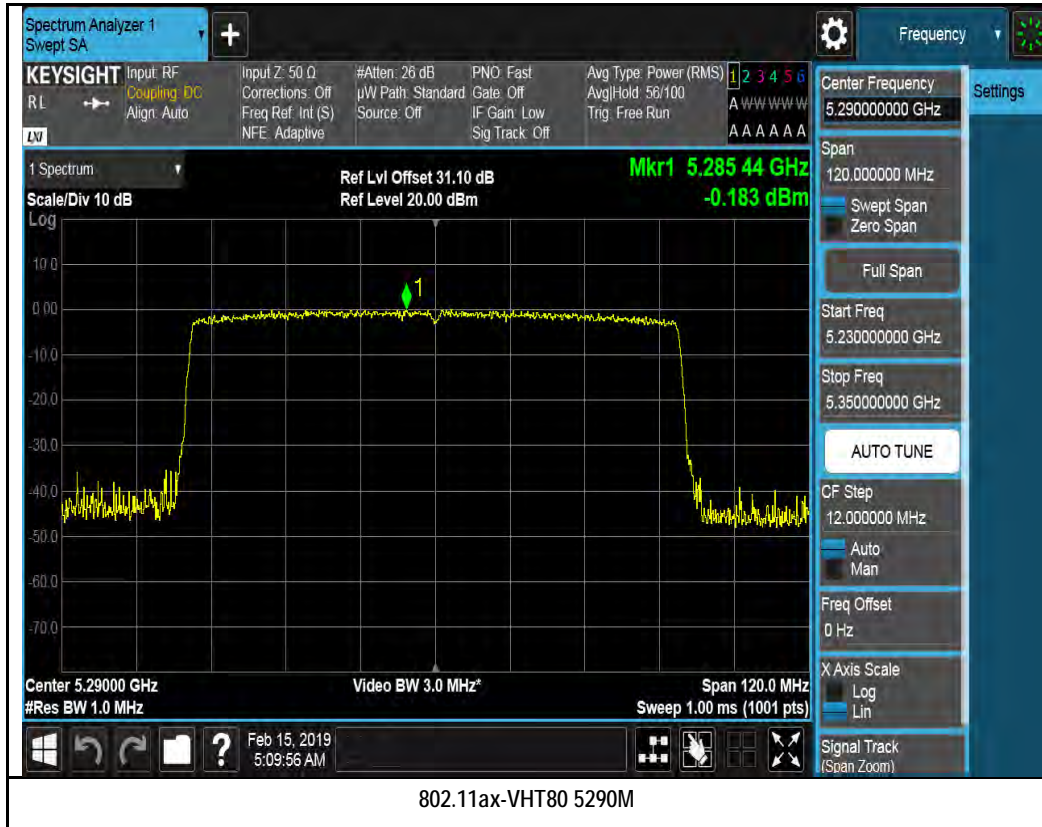 Spectrum Analyzer 1
Swept SA
+
Frequency
KEYSIGHT
R L
LXI
Input: RF
Coupling: DC
Align: Auto
Input Z: 50 Ω
Corrections: Off
Freq Ref: Int (S)
NFE: Adaptive
#Atten: 26 dB
µW Path: Standard
Source: Off
PNO: Fast
Gate: Off
IF Gain: Low
Sig Track: Off
Avg Type: Power (RMS)
Avg|Hold: 56/100
Trig: Free Run
1 2 3 4 5 6
A W W W W W
A A A A A A
1 Spectrum
Scale/Div 10 dB
Log
Ref Lvl Offset 31.10 dB
Ref Level 20.00 dBm
Mkr1 5.285 44 GHz
-0.183 dBm
1
10.0
0.00
-10.0
-20.0
-30.0
-40.0
-50.0
-60.0
-70.0
Center 5.29000 GHz
#Res BW 1.0 MHz
Video BW 3.0 MHz*
Span 120.0 MHz
Sweep 1.00 ms (1001 pts)
?
Feb 15, 2019
5:09:56 AM
Center Frequency
5.290000000 GHz
Settings
Span
120.000000 MHz
Swept Span
Zero Span
Full Span
Start Freq
5.230000000 GHz
Stop Freq
5.350000000 GHz
AUTO TUNE
CF Step
12.000000 MHz
Auto
Man
Freq Offset
0 Hz
X Axis Scale
Log
Lin
Signal Track
(Span Zoom)
802.11ax-VHT80 5290M